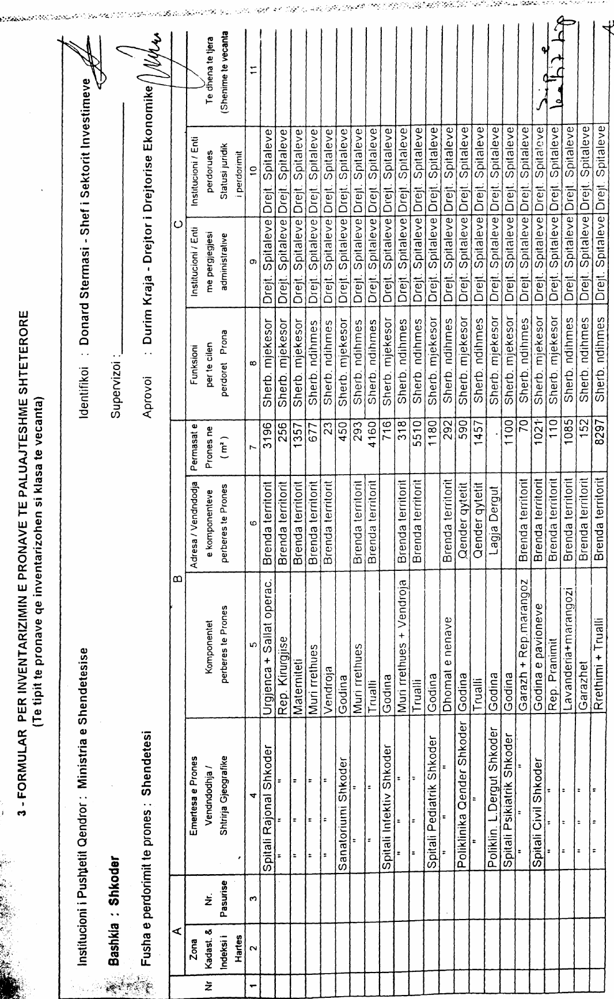 3 - FORMULAR PER INVENTARIZIMIN E PRONAVE TE PALUAJTESHME SHTETERORE
(Te tipit te pronave qe inventarizohen si klasa te vecanta)
Institucioni i Pushtetit Qendror : Ministria e Shendetesise
Identifikoi : Donard Stermasi - Shef i Sektorit Investimeve
Bashkia : Shkoder
Supervizoi :
Fusha e perdorimit te prones : Shendetesi
Aprovoi : Durim Kraja - Drejtor i Drejtorise Ekonomike
A B C
Nr | Zona Kadast. & Indeksi i Hartes | Nr. Pasurise | Emertesa e Prones Vendndodhja / Shtrirja Gjeografike | Komponentet perberes te Prones | Adresa / Vendndodja e komponenteve perberes te Prones | Permasat e Prones ne ( m² ) | Funksioni per te cilen perdoret Prona | Institucioni / Enti me pergjegjesi administrative | Institucioni / Enti perdorues Statusi juridik i perdorimit | Te dhena te tjera (Shenime te vecanta
1 2 3 4 5 6 7 8 9 10 11
Spitali Rajonal Shkoder | Urgjenca + Sallat operac. | Brenda territorit | 3196 | Sherb. mjekesor | Drejt. Spitaleve | Drejt. Spitaleve
" " " | Rep. Kirurgjise | Brenda territorit | 256 | Sherb. mjekesor | Drejt. Spitaleve | Drejt. Spitaleve
" " " | Materniteti | Brenda territorit | 1357 | Sherb. mjekesor | Drejt. Spitaleve | Drejt. Spitaleve
" " " | Muri rrethues | Brenda territorit | 677 | Sherb. ndihmes | Drejt. Spitaleve | Drejt. Spitaleve
" " " | Vendroja | Brenda territorit | 23 | Sherb. ndihmes | Drejt. Spitaleve | Drejt. Spitaleve
Sanatoriumi Shkoder | Godina | 450 | Sherb. mjekesor | Drejt. Spitaleve | Drejt. Spitaleve
" " | Muri rrethues | Brenda territorit | 293 | Sherb. ndihmes | Drejt. Spitaleve | Drejt. Spitaleve
" " | Trualli | Brenda territorit | 4160 | Sherb. ndihmes | Drejt. Spitaleve | Drejt. Spitaleve
Spitali Infektiv Shkoder | Godina | 716 | Sherb. mjekesor | Drejt. Spitaleve | Drejt. Spitaleve
" " " | Muri rrethues + Vendroja | Brenda territorit | 318 | Sherb. ndihmes | Drejt. Spitaleve | Drejt. Spitaleve
" " " | Trualli | Brenda territorit | 5510 | Sherb. ndihmes | Drejt. Spitaleve | Drejt. Spitaleve
Spitali Pediatrik Shkoder | Godina | 1180 | Sherb. mjekesor | Drejt. Spitaleve | Drejt. Spitaleve
" " " | Dhomat e nenave | Brenda territorit | 292 | Sherb. ndihmes | Drejt. Spitaleve | Drejt. Spitaleve
Poliklinika Qender Shkoder | Godina | Qender qytetit | 590 | Sherb. mjekesor | Drejt. Spitaleve | Drejt. Spitaleve
" " | Trualli | Qender qytetit | 1457 | Sherb. ndihmes | Drejt. Spitaleve | Drejt. Spitaleve
Poliklin. L.Dergut Shkoder | Godina | Lagja Dergut | . | Sherb. mjekesor | Drejt. Spitaleve | Drejt. Spitaleve
Spitali Psikiatrik Shkoder | Godina | 1100 | Sherb. mjekesor | Drejt. Spitaleve | Drejt. Spitaleve
" " " | Garazh + Rep.marangoz | Brenda territorit | 70 | Sherb. ndihmes | Drejt. Spitaleve | Drejt. Spitaleve
Spitali Civil Shkoder | Godina e pavioneve | Brenda territorit | 1021 | Sherb. mjekesor | Drejt. Spitaleve | Drejt. Spitaleve
" " " | Rep. Pranimit | Brenda territorit | 110 | Sherb. mjekesor | Drejt. Spitaleve | Drejt. Spitaleve
" " " | Lavanderia+marangozi | Brenda territorit | 1085 | Sherb. ndihmes | Drejt. Spitaleve | Drejt. Spitaleve
" " " | Garazhet | Brenda territorit | 152 | Sherb. ndihmes | Drejt. Spitaleve | Drejt. Spitaleve
" " " | Rrethimi + Trualli | Brenda territorit | 8297 | Sherb. ndihmes | Drejt. Spitaleve | Drejt. Spitaleve